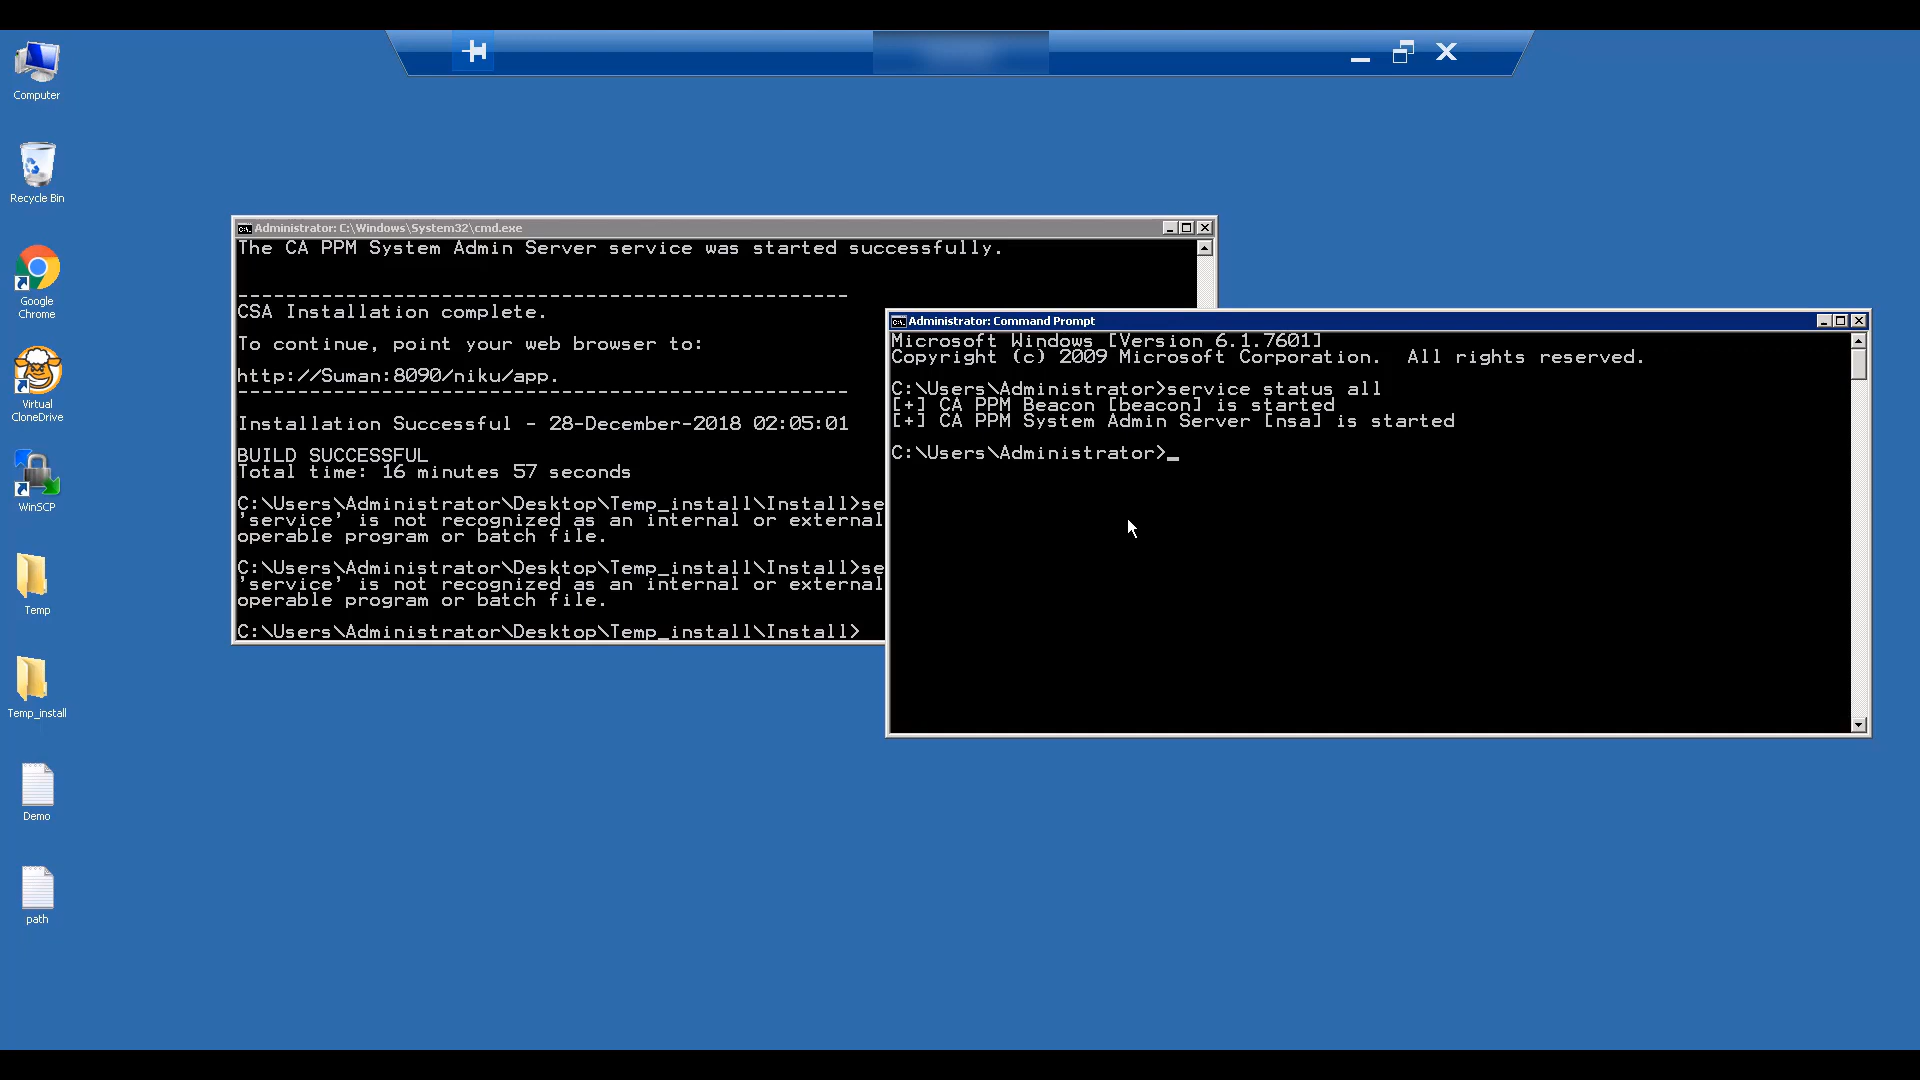 Computer
Recycle Bin
Google
Chrome
Virtual
CloneDrive
WinSCP
Temp
Temp_install
Demo
path
Administrator: C:\Windows\System32\cmd.exe
The CA PPM System Admin Server service was started successfully.
---------------------------------------------------
CSA Installation complete.
To continue, point your web browser to:
http://Suman:8090/niku/app.
---------------------------------------------------
Installation Successful - 28-December-2018 02:05:01
BUILD SUCCESSFUL
Total time: 16 minutes 57 seconds
C:\Users\Administrator\Desktop\Temp_install\Install>se
'service' is not recognized as an internal or external
operable program or batch file.
C:\Users\Administrator\Desktop\Temp_install\Install>se
'service' is not recognized as an internal or external
operable program or batch file.
C:\Users\Administrator\Desktop\Temp_install\Install>
Administrator: Command Prompt
Microsoft Windows [Version 6.1.7601]
Copyright (c) 2009 Microsoft Corporation.  All rights reserved.
C:\Users\Administrator>service status all
[+] CA PPM Beacon [beacon] is started
[+] CA PPM System Admin Server [nsa] is started
C:\Users\Administrator>_